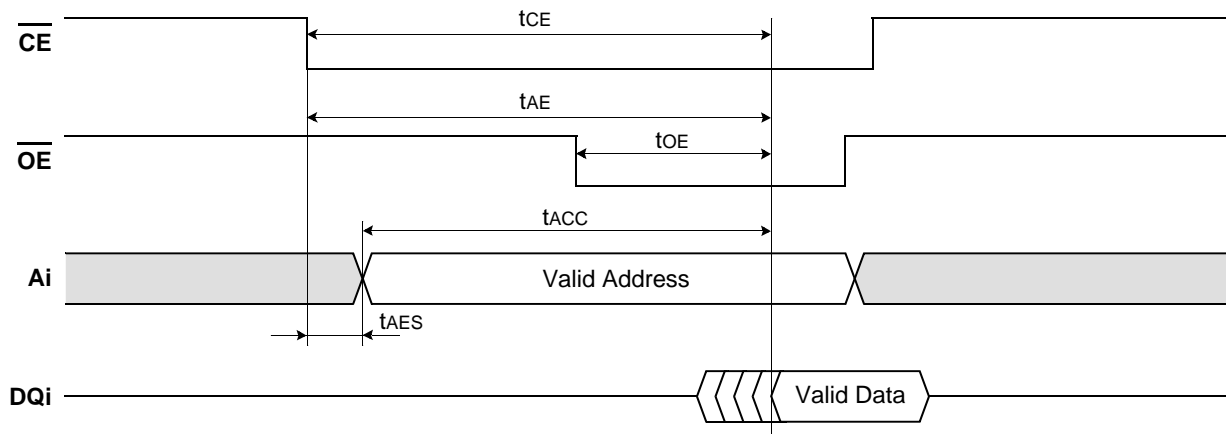 tCE
CE
tAE
OE
tOE
tACC
Ai
Valid Address
tAES
DQi
Valid Data